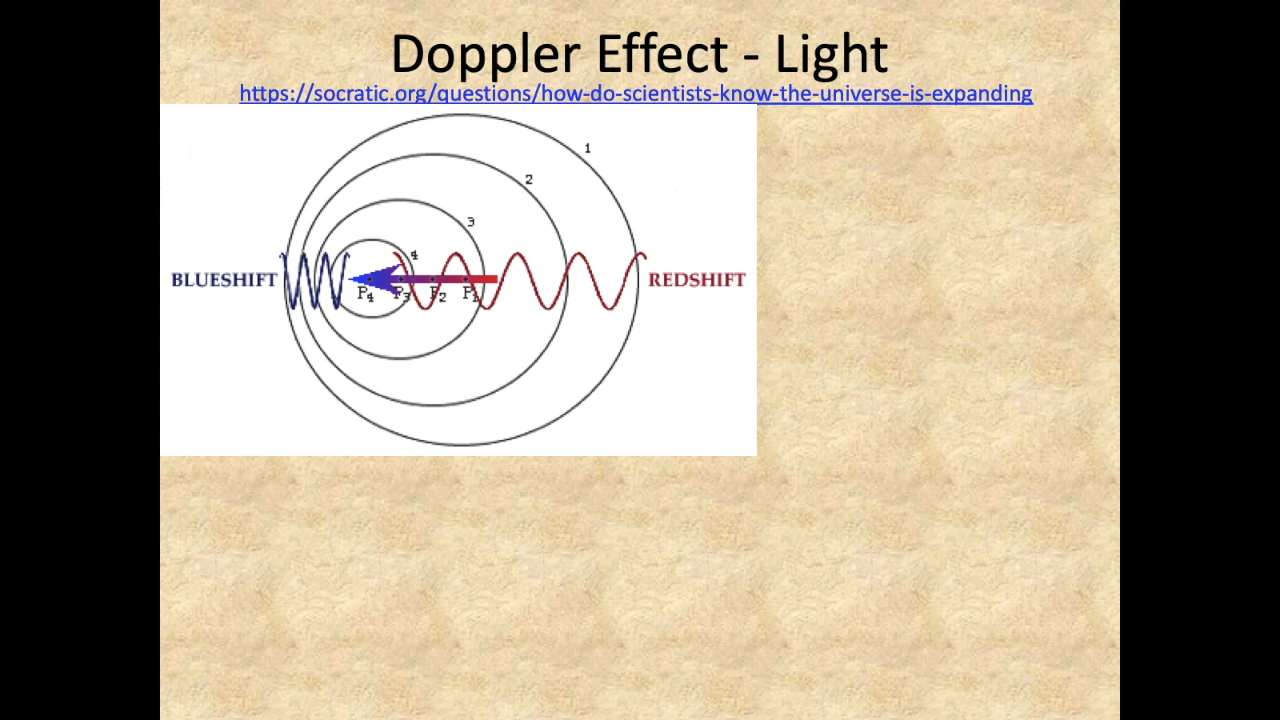 Doppler Effect - Light
https://socratic.org/questions/how-do-scientists-know-the-universe-is-expanding
1
2
3
4
BLUESHIFT
REDSHIFT
P4 P3 P2 P1